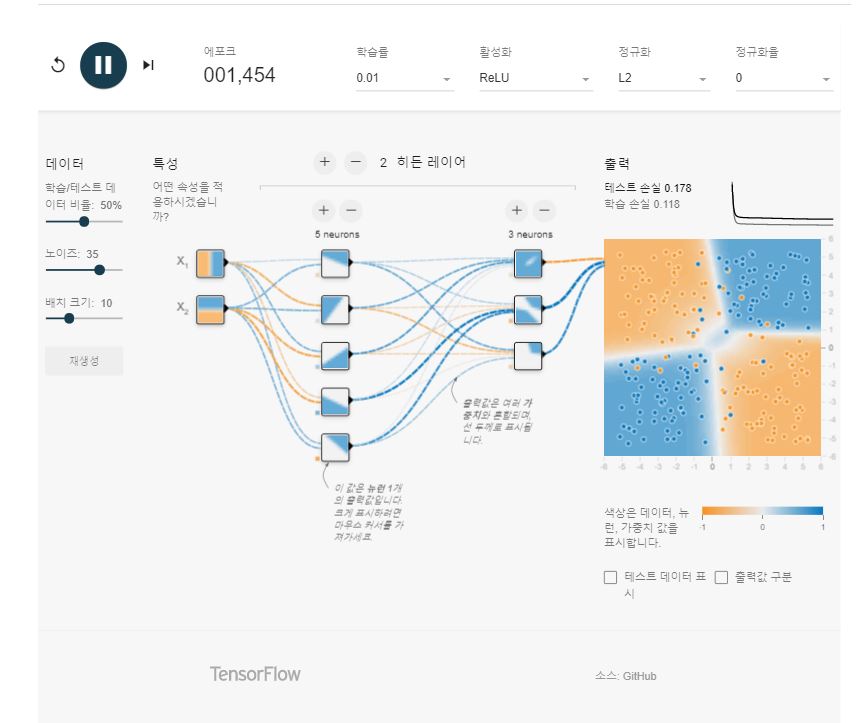 에포크
001,454
학습률
0.01
활성화
ReLU
정규화
L2
정규화율
0
데이터
학습/테스트 데
이터 비율: 50%
노이즈: 35
배치 크기: 10
재생성
특성
어떤 속성을 적
용하시겠습니
까?
X1
X2
+ − 2 히든 레이어
+ −
5 neurons
+ −
3 neurons
출력값은 여러 가
중치와 혼합되며,
선 두께로 표시됩
니다.
이 값은 뉴런 1개
의 출력값입니다.
크게 표시하려면
마우스 커서를 가
져가세요.
출력
테스트 손실 0.178
학습 손실 0.118
6
5
4
3
2
1
0
-1
-2
-3
-4
-5
-6
-6 -5 -4 -3 -2 -1 0 1 2 3 4 5 6
색상은 데이터, 뉴
런, 가중치 값을
표시합니다.
-1 0 1
테스트 데이터 표
시
출력값 구분
TensorFlow
소스: GitHub